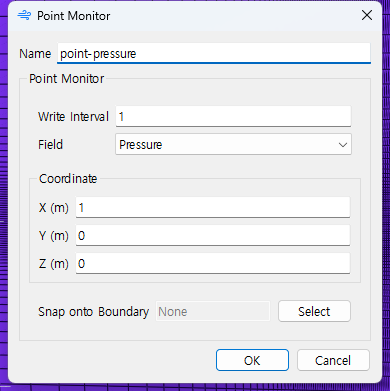 Point Monitor
Name point-pressure
Point Monitor
Write Interval 1
Field Pressure
Coordinate
X (m) 1
Y (m) 0
Z (m) 0
Snap onto Boundary None Select
OK Cancel